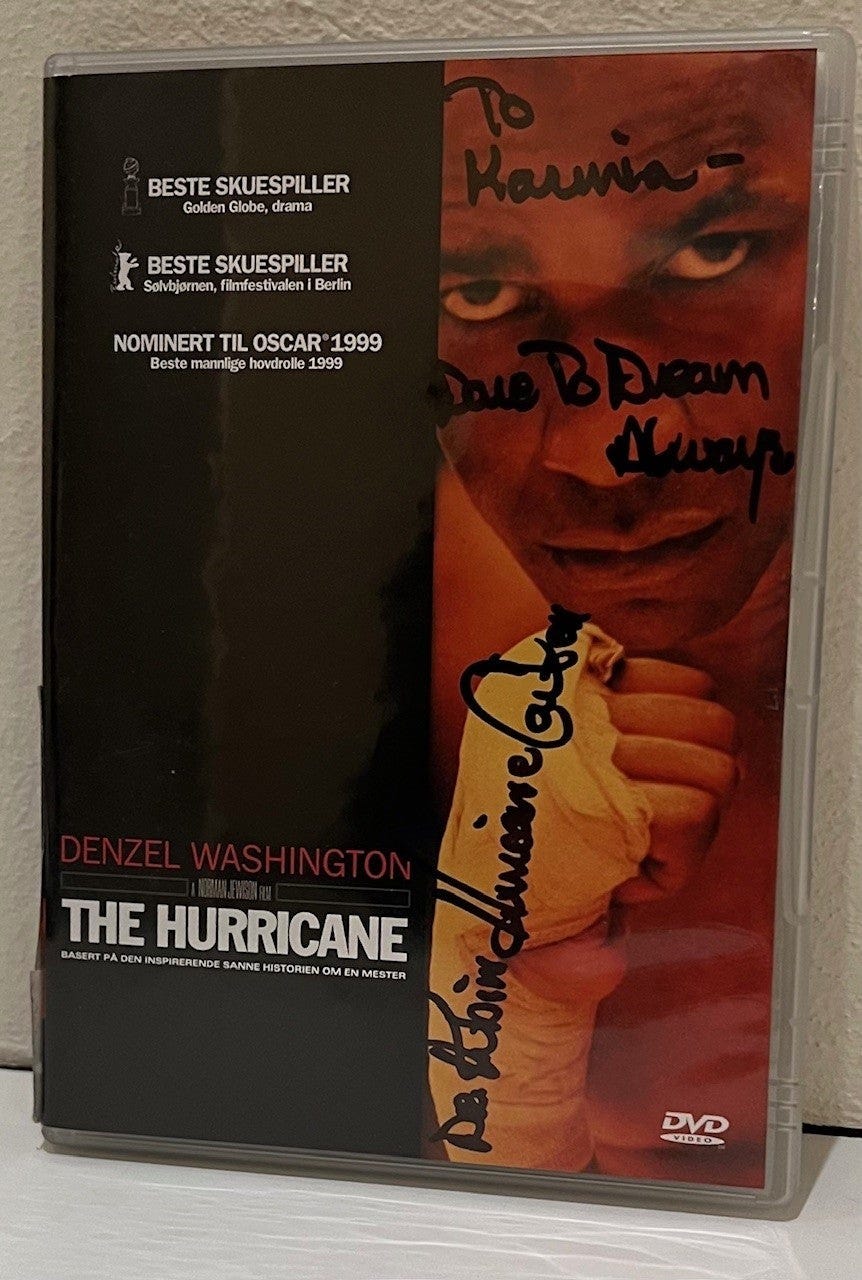 BESTE SKUESPILLER
Golden Globe, drama
BESTE SKUESPILLER
Sølvbjørnen, filmfestivalen i Berlin
NOMINERT TIL OSCAR® 1999
Beste mannlige hovdrolle 1999
DENZEL WASHINGTON
A NORMAN JEWISON FILM
THE HURRICANE
BASERT PÅ DEN INSPIRERENDE SANNE HISTORIEN OM EN MESTER
To
Karmia -
Dare To Dream
Always
Dr. Rubin Hurricane Carter
DVD
VIDEO